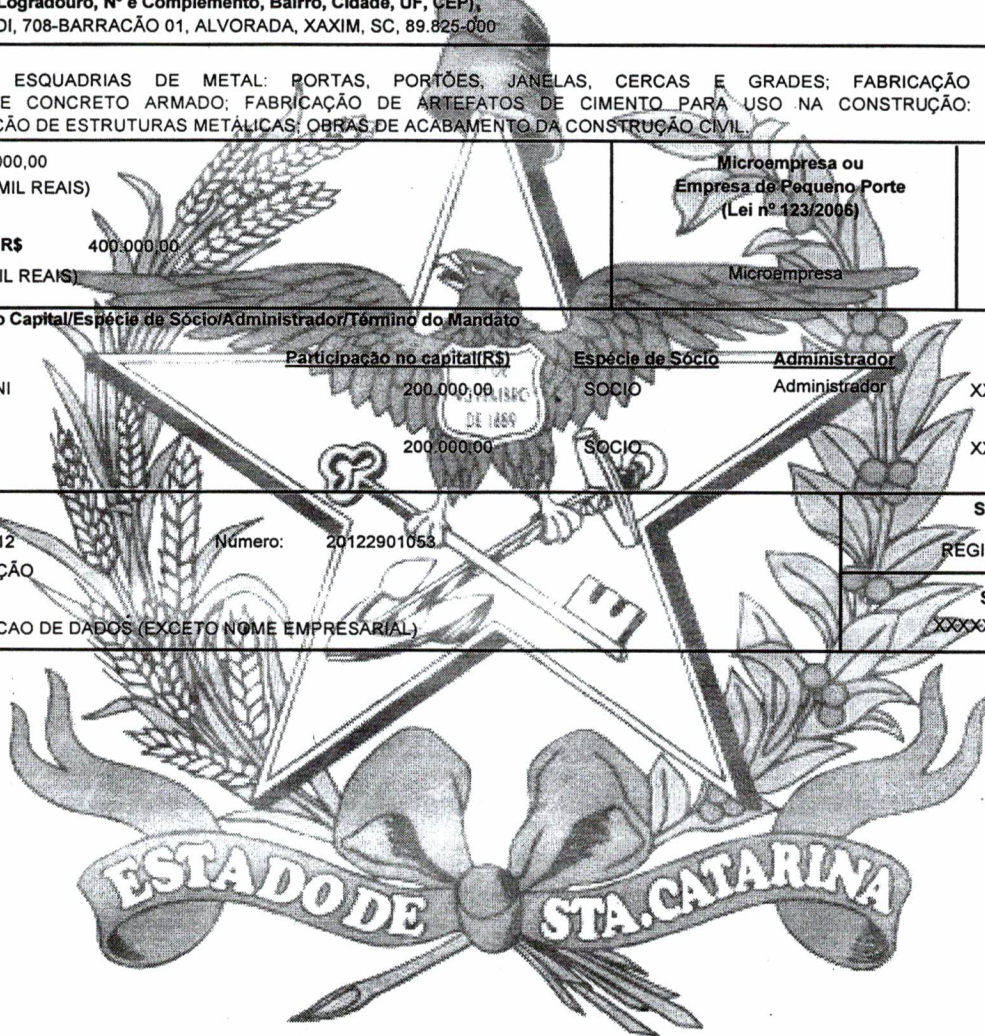 Logradouro, Nº e Complemento, Bairro, Cidade, UF, CEP),
DI, 708-BARRACÃO 01, ALVORADA, XAXIM, SC, 89.825-000
ESQUADRIAS DE METAL: PORTAS, PORTÕES, JANELAS, CERCAS E GRADES; FABRICAÇÃO
E CONCRETO ARMADO; FABRICAÇÃO DE ARTEFATOS DE CIMENTO PARA USO NA CONSTRUÇÃO:
ÇÃO DE ESTRUTURAS METÁLICAS; OBRAS DE ACABAMENTO DA CONSTRUÇÃO CIVIL.
000,00
MIL REAIS)
R$ 400.000,00
IL REAIS)
Microempresa ou
Empresa de Pequeno Porte
(Lei nº 123/2006)
Microempresa
o Capital/Espécie de Sócio/Administrador/Término do Mandato
Participação no capital(R$) Espécie de Sócio Administrador
NI 200.000,00 SOCIO Administrador XX
200.000,00 SOCIO XX
DE 1889
12 Número: 20122901053
ÇÃO
CAO DE DADOS (EXCETO NOME EMPRESARIAL)
S
REGI
S
XXXXX
ESTADO DE STA. CATARINA